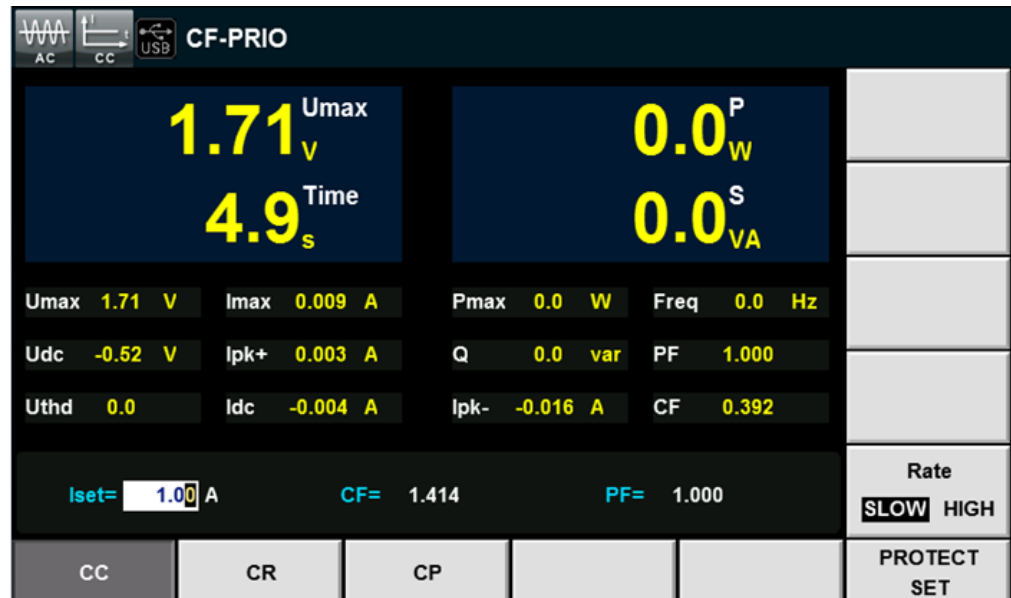 AC CC I t USB CF-PRIO
1.71 Umax V
0.0 P W
4.9 Time s
0.0 S VA
Umax 1.71 V Imax 0.009 A Pmax 0.0 W Freq 0.0 Hz
Udc -0.52 V Ipk+ 0.003 A Q 0.0 var PF 1.000
Uthd 0.0 Idc -0.004 A Ipk- -0.016 A CF 0.392
Iset= 1.00 A CF= 1.414 PF= 1.000
Rate
SLOW HIGH
CC CR CP
PROTECT
SET